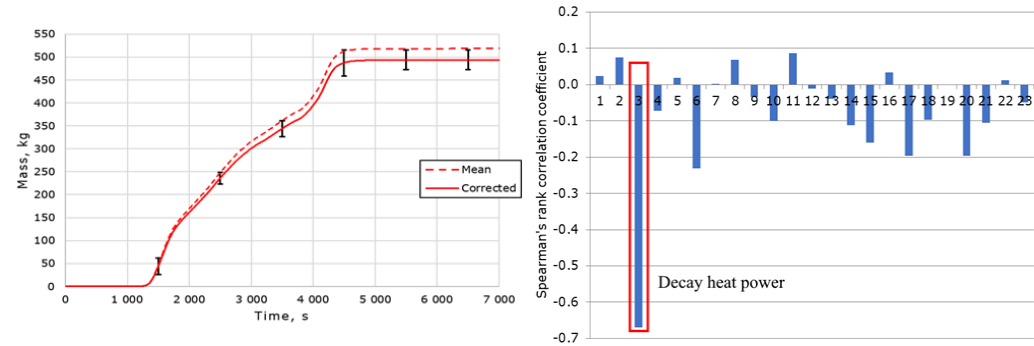 550
500
450
400
350
300
250
200
150
100
50
0
Mass, kg
0 1 000 2 000 3 000 4 000 5 000 6 000 7 000
Time, s
Mean
Corrected
0.2
0.1
0.0
-0.1
-0.2
-0.3
-0.4
-0.5
-0.6
-0.7
Spearman's rank correlation coefficient
1 2 3 4 5 6 7 8 9 10 11 12 13 14 15 16 17 18 19 20 21 22 23
Decay heat power